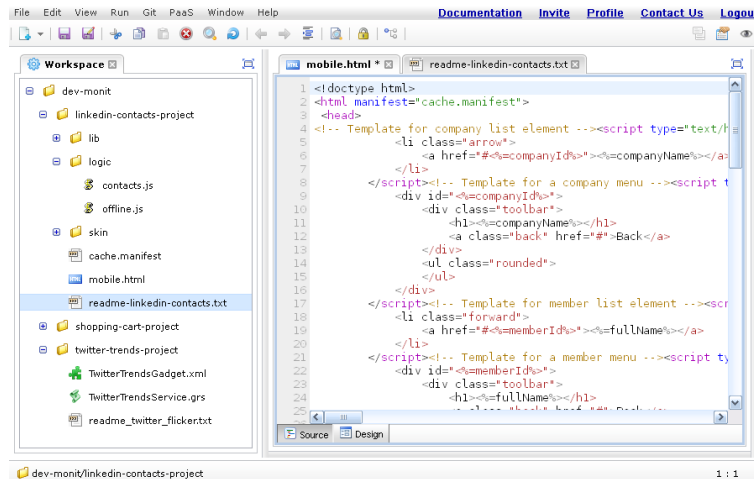 File Edit View Run Git PaaS Window Help Documentation Invite Profile Contact Us Logou
Workspace
dev-monit
linkedin-contacts-project
lib
logic
contacts.js
offline.js
skin
cache.manifest
mobile.html
readme-linkedin-contacts.txt
shopping-cart-project
twitter-trends-project
TwitterTrendsGadget.xml
TwitterTrendsService.grs
readme_twitter_flicker.txt
mobile.html * readme-linkedin-contacts.txt
1 <!doctype html>
2 <html manifest="cache.manifest">
3 <head>
4 <!-- Template for company list element --><script type="text/h
5 <li class="arrow">
6 <a href="#<%=companyId%>"><%=companyName%></a>
7 </li>
8 </script><!-- Template for a company menu --><script t
9 <div id="<%=companyId%>">
10 <div class="toolbar">
11 <h1><%=companyName%></h1>
12 <a class="back" href="#">Back</a>
13 </div>
14 <ul class="rounded">
15 </ul>
16 </div>
17 </script><!-- Template for member list element --><scr
18 <li class="forward">
19 <a href="#<%=memberId%>"><%=fullName%></a>
20 </li>
21 </script><!-- Template for a member menu --><script ty
22 <div id="<%=memberId%>">
23 <div class="toolbar">
24 <h1><%=fullName%></h1>
25 <a class="back" href="#">Back</a>
Source Design
dev-monit/linkedin-contacts-project 1 : 1